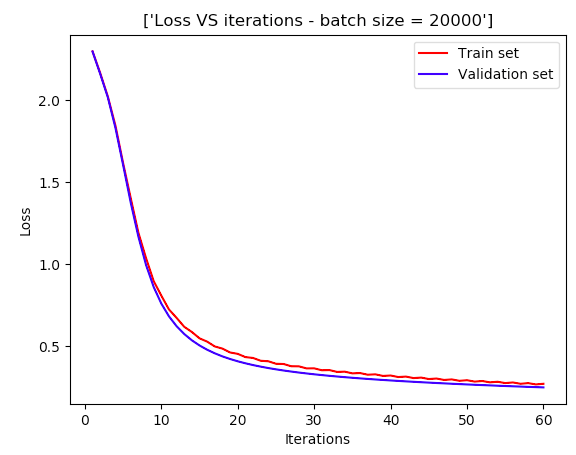 ['Loss VS iterations - batch size = 20000']
Train set
Validation set
Loss
2.0
1.5
1.0
0.5
0 10 20 30 40 50 60
Iterations